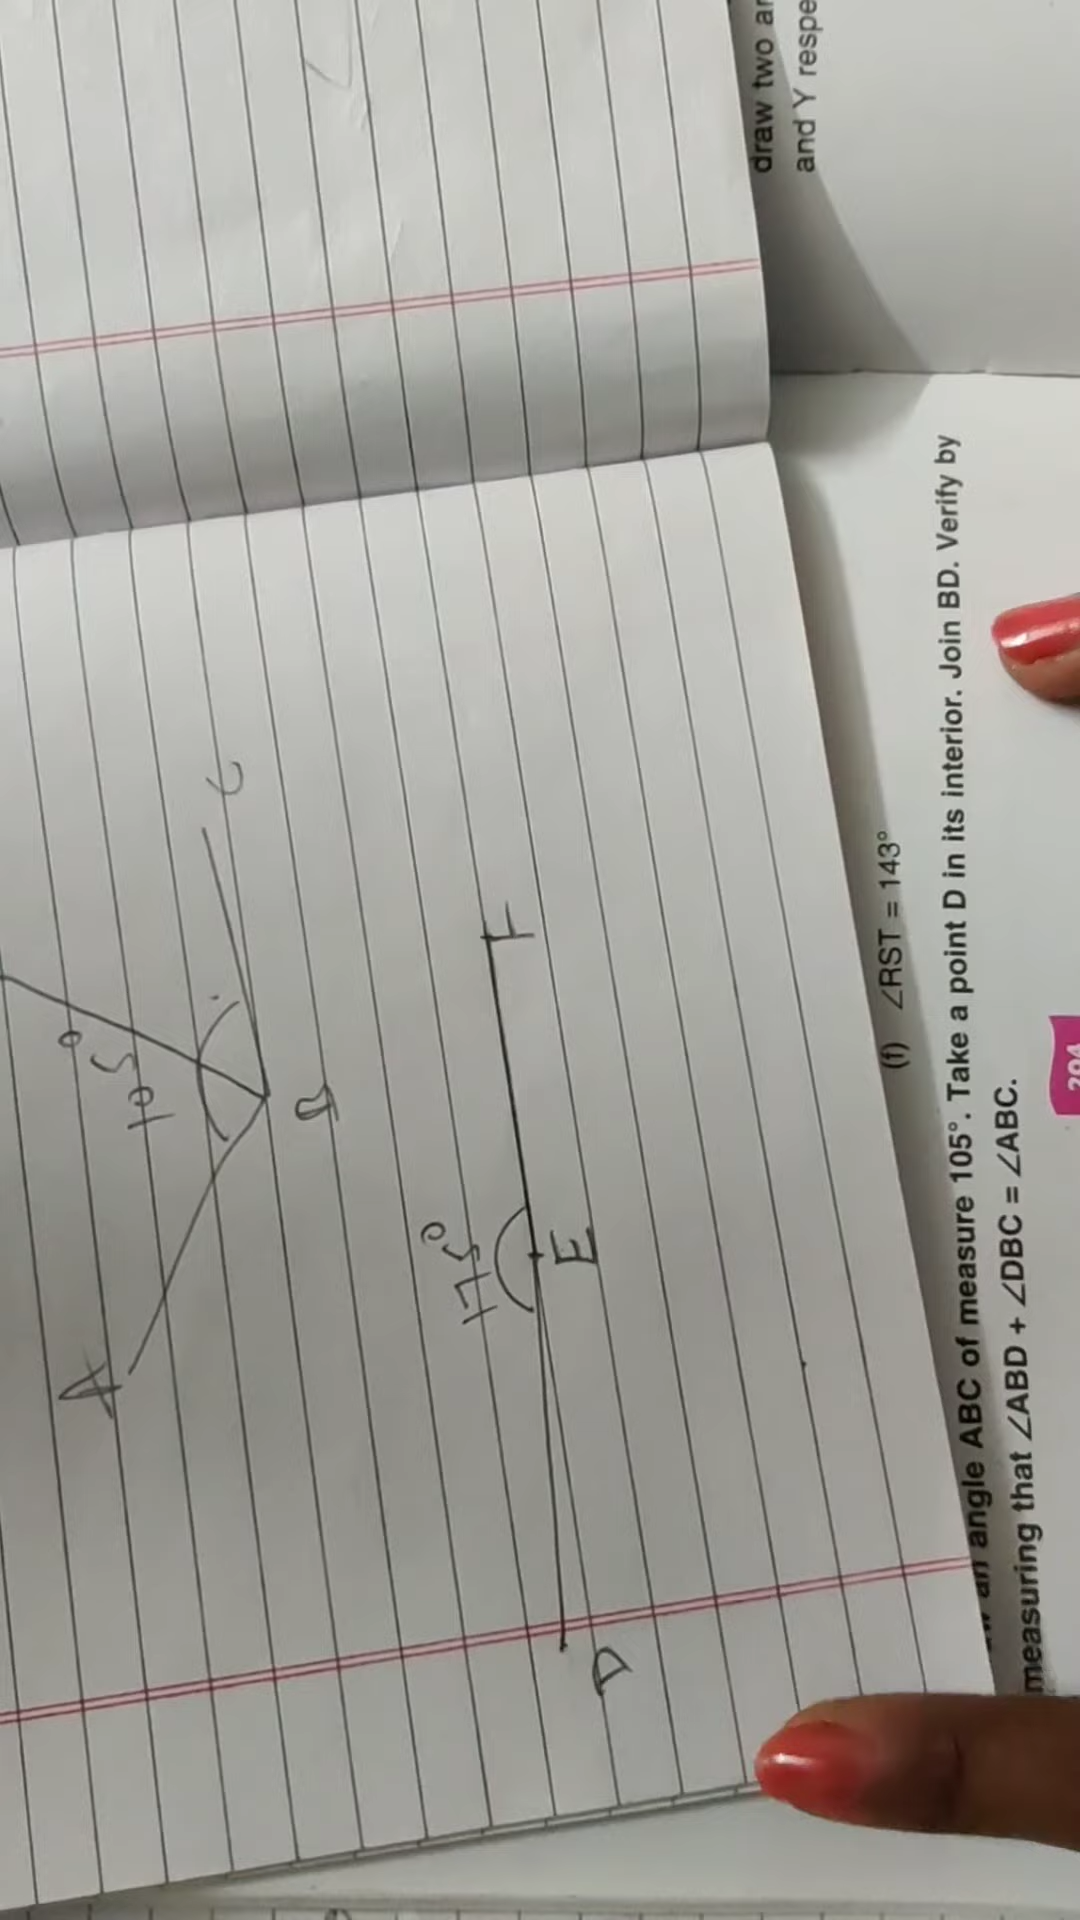 draw two ar
and Y respe
105°
A
B
C
175°
D
E
F
(f) ∠RST = 143°
an angle ABC of measure 105°. Take a point D in its interior. Join BD. Verify by
measuring that ∠ABD + ∠DBC = ∠ABC.
204